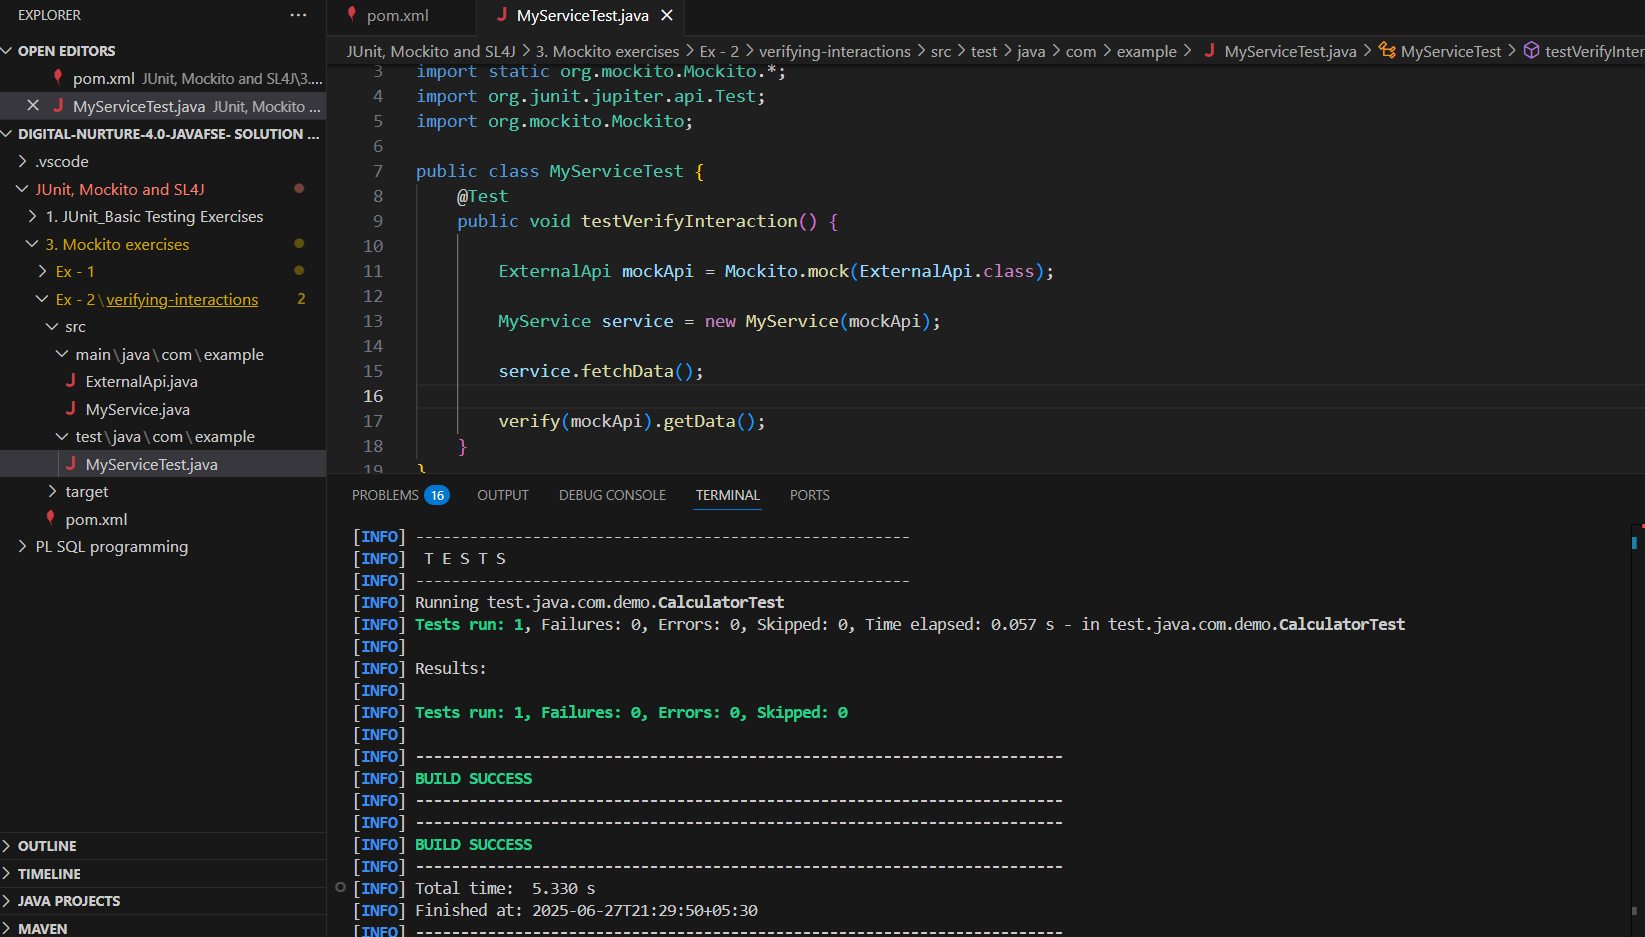 EXPLORER
OPEN EDITORS
pom.xml JUnit, Mockito and SL4J\3....
MyServiceTest.java JUnit, Mockito ...
DIGITAL-NURTURE-4.0-JAVAFSE- SOLUTION ...
.vscode
JUnit, Mockito and SL4J
1. JUnit_Basic Testing Exercises
3. Mockito exercises
Ex - 1
Ex - 2\verifying-interactions 2
src
main\java\com\example
ExternalApi.java
MyService.java
test\java\com\example
MyServiceTest.java
target
pom.xml
PL SQL programming
OUTLINE
TIMELINE
JAVA PROJECTS
MAVEN
pom.xml
MyServiceTest.java
JUnit, Mockito and SL4J > 3. Mockito exercises > Ex - 2 > verifying-interactions > src > test > java > com > example > MyServiceTest.java > MyServiceTest > testVerifyInter
3 import static org.mockito.Mockito.*;
4 import org.junit.jupiter.api.Test;
5 import org.mockito.Mockito;
6
7 public class MyServiceTest {
8 @Test
9 public void testVerifyInteraction() {
10
11 ExternalApi mockApi = Mockito.mock(ExternalApi.class);
12
13 MyService service = new MyService(mockApi);
14
15 service.fetchData();
16
17 verify(mockApi).getData();
18 }
19 }
PROBLEMS 16 OUTPUT DEBUG CONSOLE TERMINAL PORTS
[INFO] -------------------------------------------------------
[INFO] T E S T S
[INFO] -------------------------------------------------------
[INFO] Running test.java.com.demo.CalculatorTest
[INFO] Tests run: 1, Failures: 0, Errors: 0, Skipped: 0, Time elapsed: 0.057 s - in test.java.com.demo.CalculatorTest
[INFO]
[INFO] Results:
[INFO]
[INFO] Tests run: 1, Failures: 0, Errors: 0, Skipped: 0
[INFO]
[INFO] ------------------------------------------------------------------------
[INFO] BUILD SUCCESS
[INFO] ------------------------------------------------------------------------
[INFO] ------------------------------------------------------------------------
[INFO] BUILD SUCCESS
[INFO] ------------------------------------------------------------------------
[INFO] Total time: 5.330 s
[INFO] Finished at: 2025-06-27T21:29:50+05:30
[INFO] ------------------------------------------------------------------------